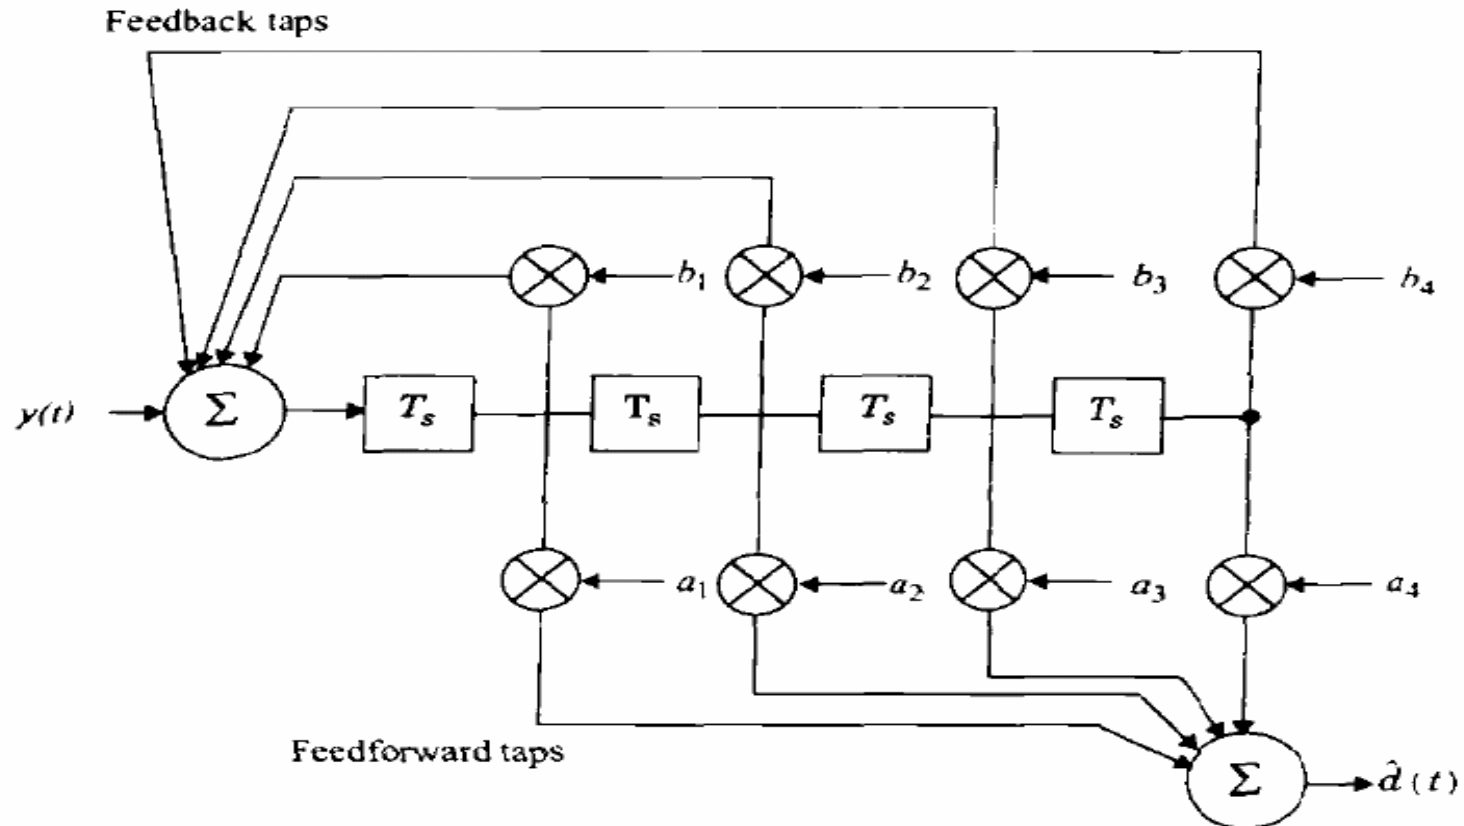 Feedback taps
b₁ b₂ b₃ b₄
y(t) Σ Tₛ Tₛ Tₛ Tₛ
a₁ a₂ a₃ a₄
Feedforward taps
Σ d̂(t)